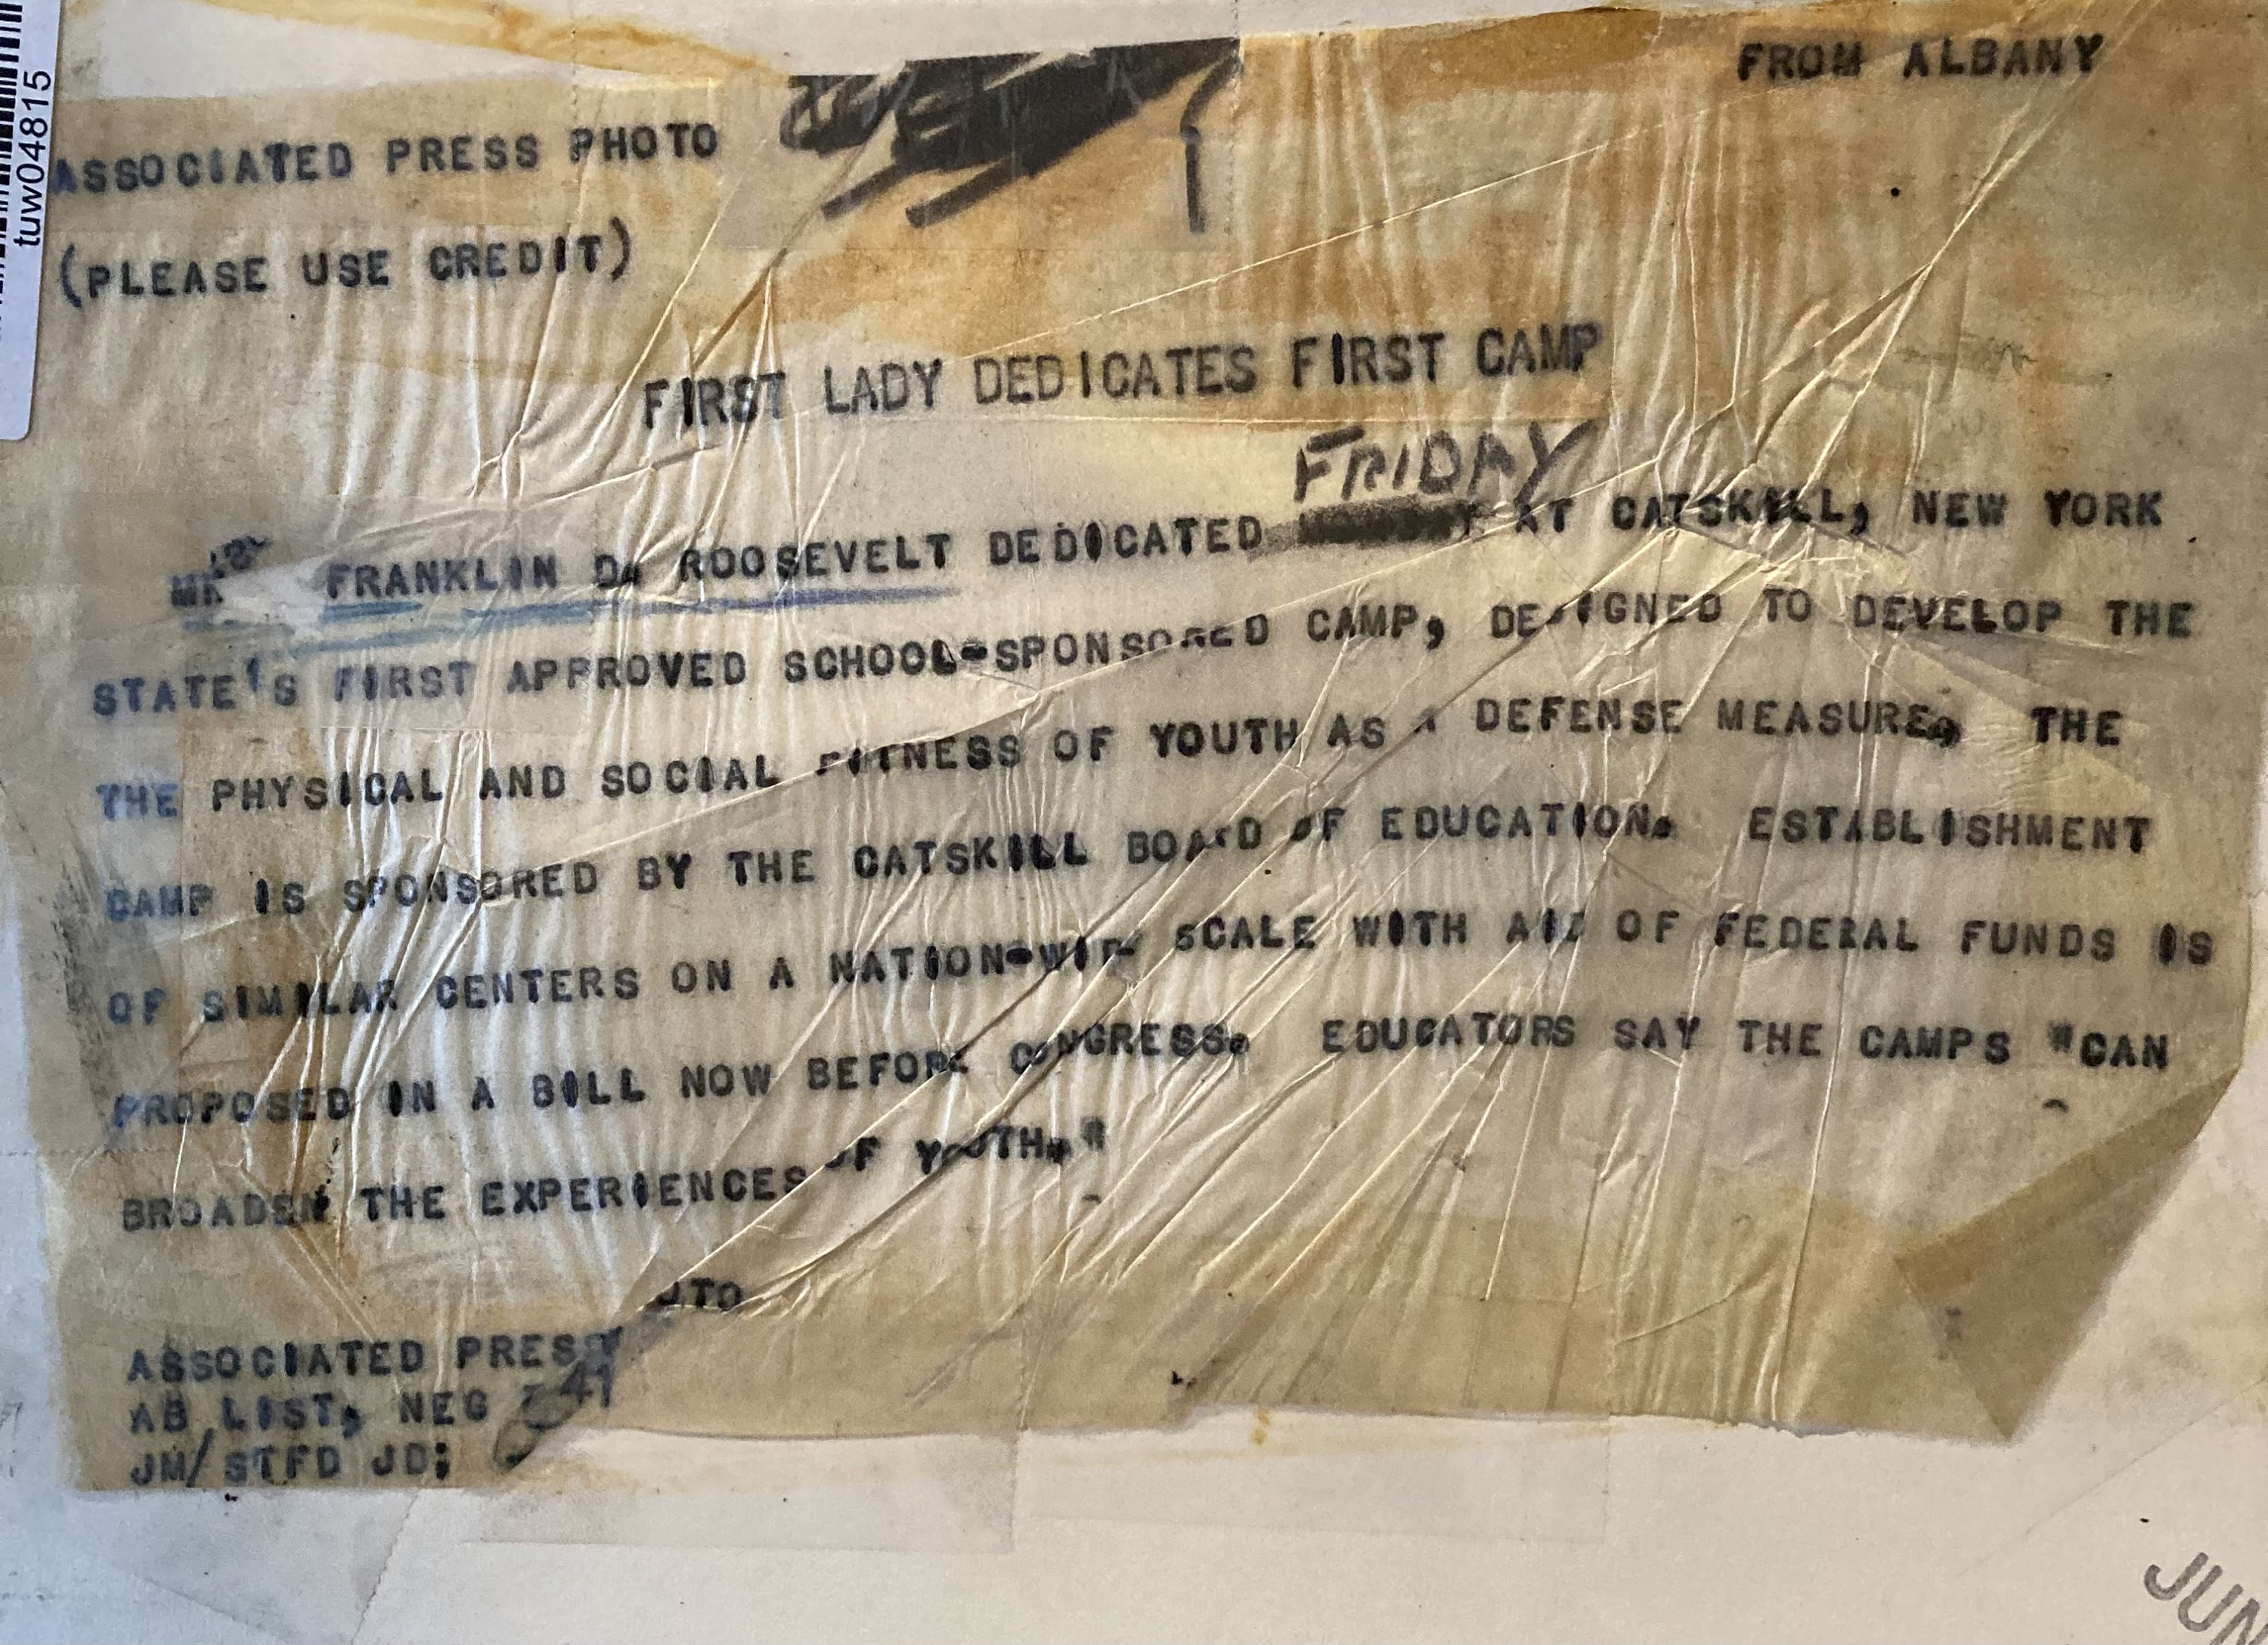 FROM ALBANY
tuw04815
ASSOCIATED PRESS PHOTO
(PLEASE USE CREDIT)
FIRST LADY DEDICATES FIRST CAMP
FRIDAY
MRS FRANKLIN D. ROOSEVELT DEDICATED AT CATSKILL, NEW YORK
STATE'S FIRST APPROVED SCHOOL-SPONSORED CAMP, DESIGNED TO DEVELOP THE
THE PHYSICAL AND SOCIAL FITNESS OF YOUTH AS A DEFENSE MEASURE. THE
CAMP IS SPONSORED BY THE CATSKILL BOARD OF EDUCATION. ESTABLISHMENT
OF SIMILAR CENTERS ON A NATION-WIDE SCALE WITH AID OF FEDERAL FUNDS IS
PROPOSED IN A BILL NOW BEFORE CONGRESS. EDUCATORS SAY THE CAMPS "CAN
BROADEN THE EXPERIENCES OF YOUTH."
ASSOCIATED PRESS PHOTO
AB LIST, NEG 41
JM/STFD JD;
JUN